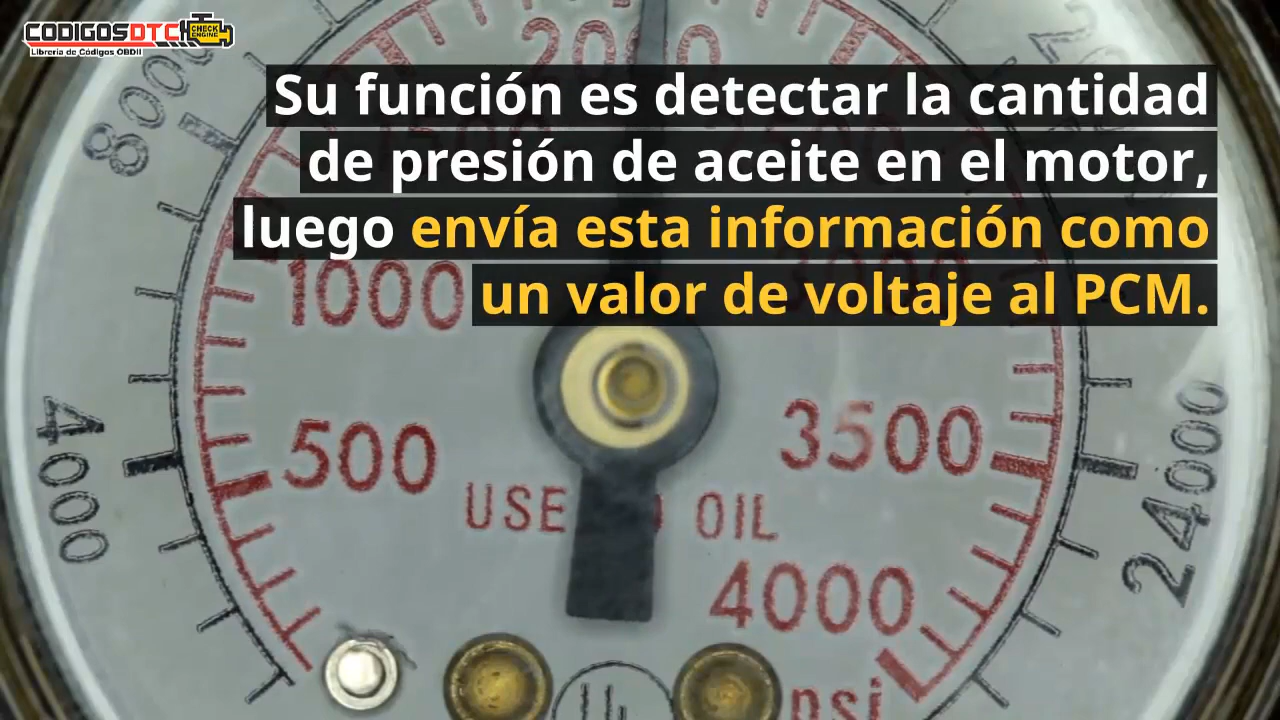 CODIGOSDTC
CHECK
ENGINE
Librería de Códigos OBDII
Su función es detectar la cantidad
de presión de aceite en el motor,
luego envía esta información como
un valor de voltaje al PCM.
8000
1000
500
3500
4000
24000
USE
OIL
4000
psi